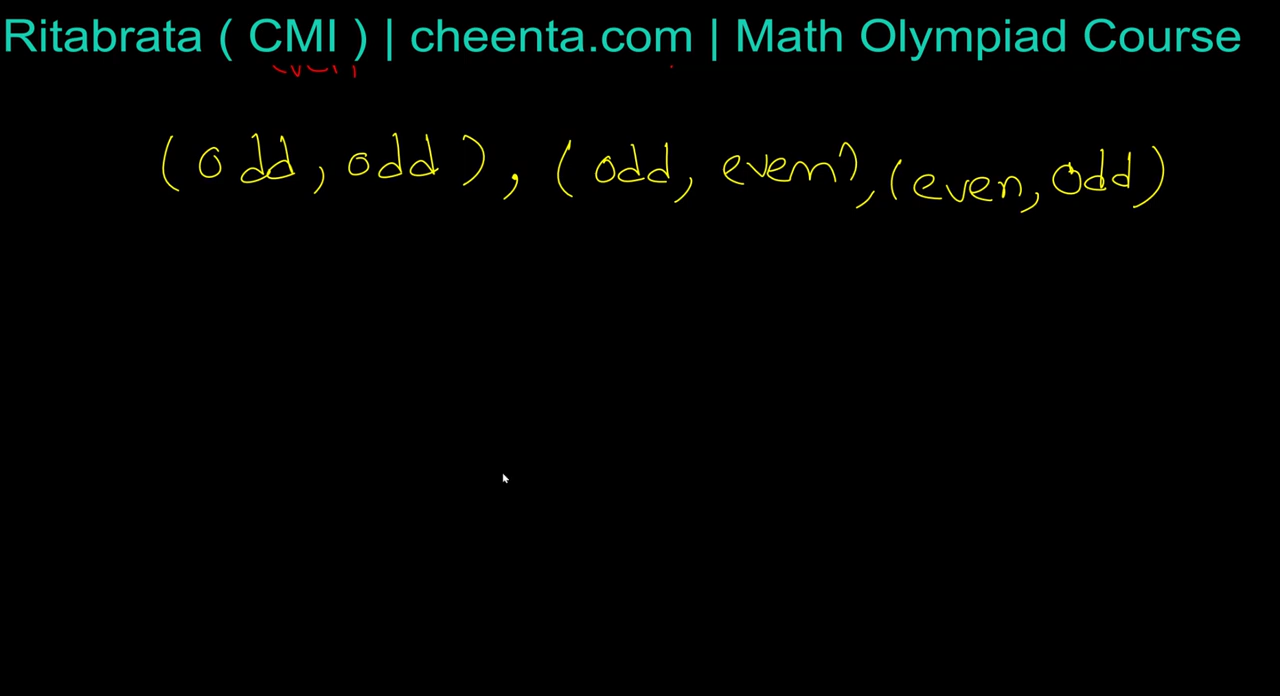 Ritabrata ( CMI ) | cheenta.com | Math Olympiad Course
(odd, odd), (odd, even), (even, odd)